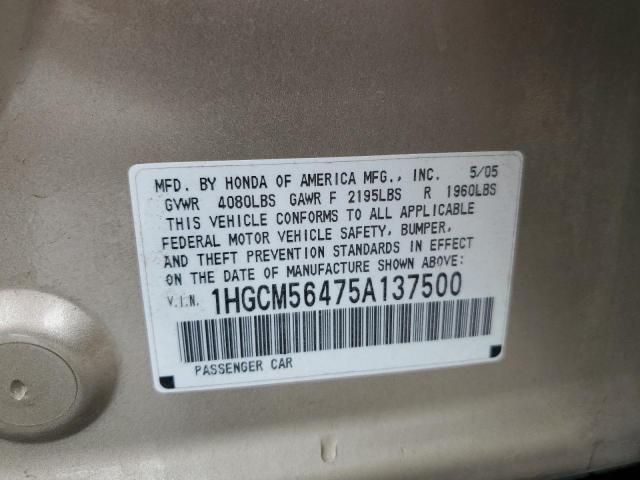 MFD. BY HONDA OF AMERICA MFG., INC. 5/05
GVWR 4080LBS GAWR F 2195LBS R 1960LBS
THIS VEHICLE CONFORMS TO ALL APPLICABLE
FEDERAL MOTOR VEHICLE SAFETY, BUMPER,
AND THEFT PREVENTION STANDARDS IN EFFECT
ON THE DATE OF MANUFACTURE SHOWN ABOVE:
V.I.N. 1HGCM56475A137500
PASSENGER CAR